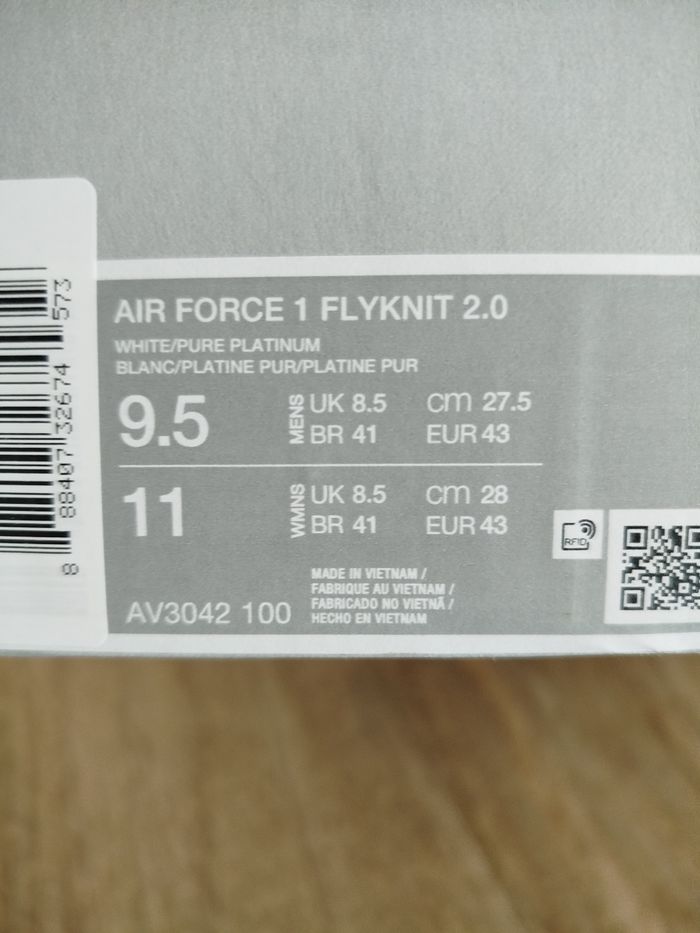 AIR FORCE 1 FLYKNIT 2.0
WHITE/PURE PLATINUM
BLANC/PLATINE PUR/PLATINE PUR
9.5 MENS UK 8.5 cm 27.5
BR 41 EUR 43
11 WMNS UK 8.5 cm 28
BR 41 EUR 43
MADE IN VIETNAM /
FABRIQUE AU VIETNAM /
FABRICADO NO VIETNÃ /
HECHO EN VIETNAM
AV3042 100
RFID
8 88407 32674 573